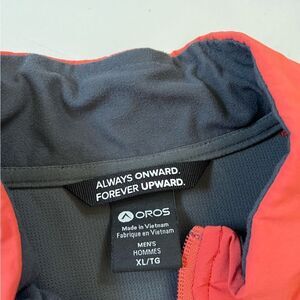 ALWAYS ONWARD.
FOREVER UPWARD.
OROS
Made in Vietnam
Fabriqué en Vietnam
MEN'S
HOMMES
XL/TG